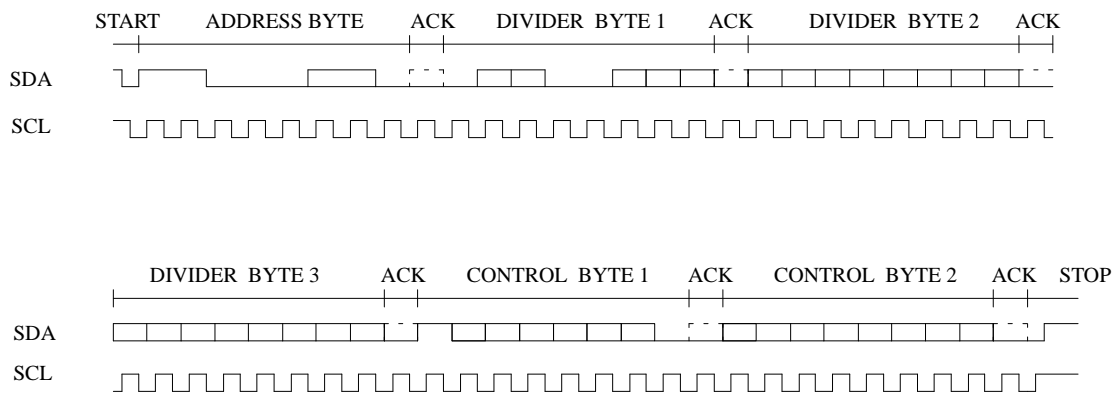 START ADDRESS BYTE ACK DIVIDER BYTE 1 ACK DIVIDER BYTE 2 ACK
SDA
SCL
DIVIDER BYTE 3 ACK CONTROL BYTE 1 ACK CONTROL BYTE 2 ACK STOP
SDA
SCL